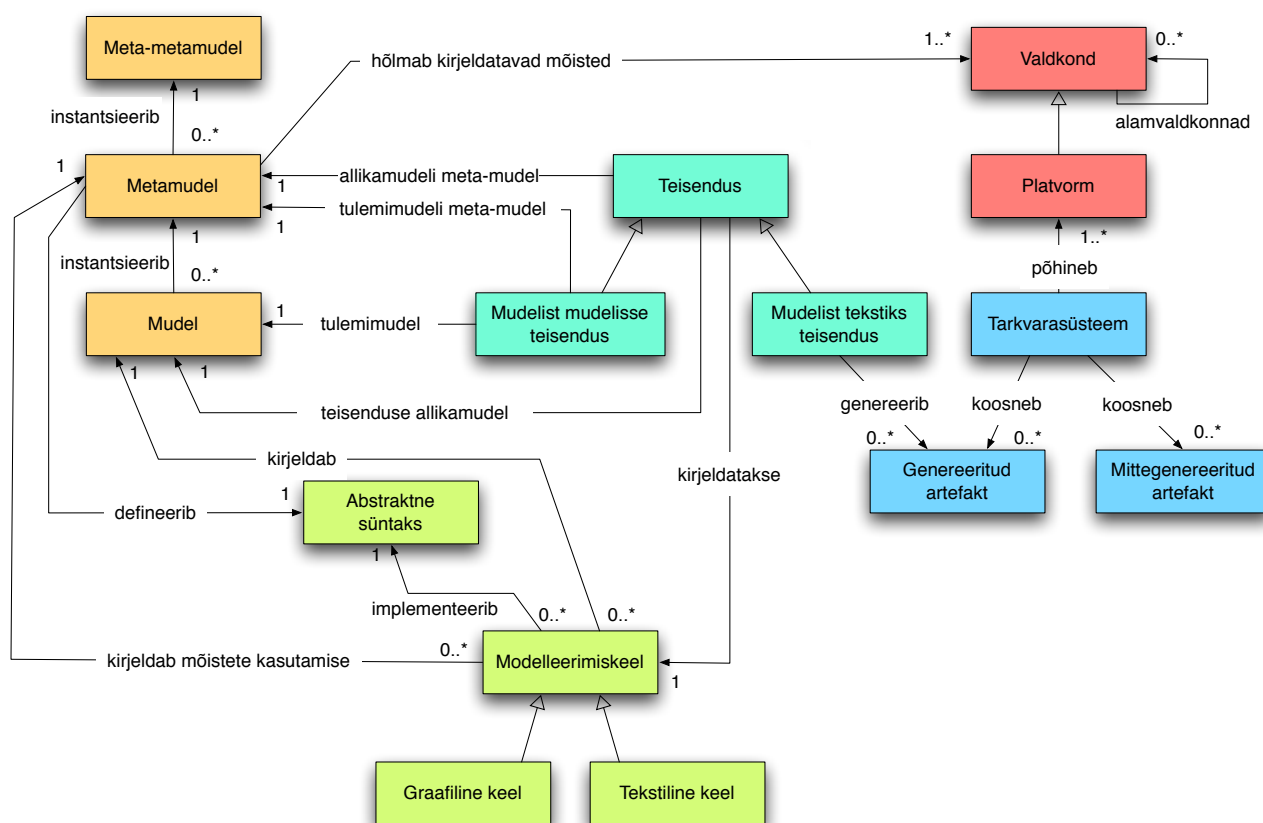 Meta-metamudel
1..*
0..*
hõlmab kirjeldatavad mõisted
Valdkond
1
instantsieerib
alamvaldkonnad
0..*
1
Metamudel
allikamudeli meta-mudel
1
Teisendus
Platvorm
tulemimudeli meta-mudel
1
1
1..*
instantsieerib
põhineb
0..*
Mudel
1
tulemimudel
Mudelist mudelisse
teisendus
Mudelist tekstiks
teisendus
Tarkvarasüsteem
1
1
teisenduse allikamudel
genereerib
koosneb
koosneb
0..*
0..*
0..*
kirjeldab
kirjeldatakse
Genereeritud
artefakt
Mittegenereeritud
artefakt
1
Abstraktne
süntaks
defineerib
1
implementeerib
0..*
0..*
kirjeldab mõistete kasutamise
0..*
Modelleerimiskeel
1
Graafiline keel
Tekstiline keel